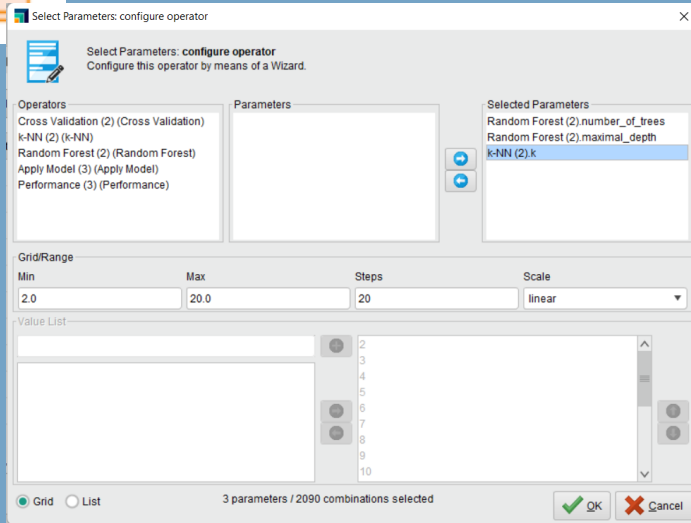 Select Parameters: configure operator
Select Parameters: configure operator
Configure this operator by means of a Wizard.
Operators
Cross Validation (2) (Cross Validation)
k-NN (2) (k-NN)
Random Forest (2) (Random Forest)
Apply Model (3) (Apply Model)
Performance (3) (Performance)
Parameters
Selected Parameters
Random Forest (2).number_of_trees
Random Forest (2).maximal_depth
k-NN (2).k
Grid/Range
Min
Max
Steps
Scale
2.0
20.0
20
linear
Value List
2
3
4
5
6
7
8
9
10
Grid
List
3 parameters / 2090 combinations selected
OK
Cancel